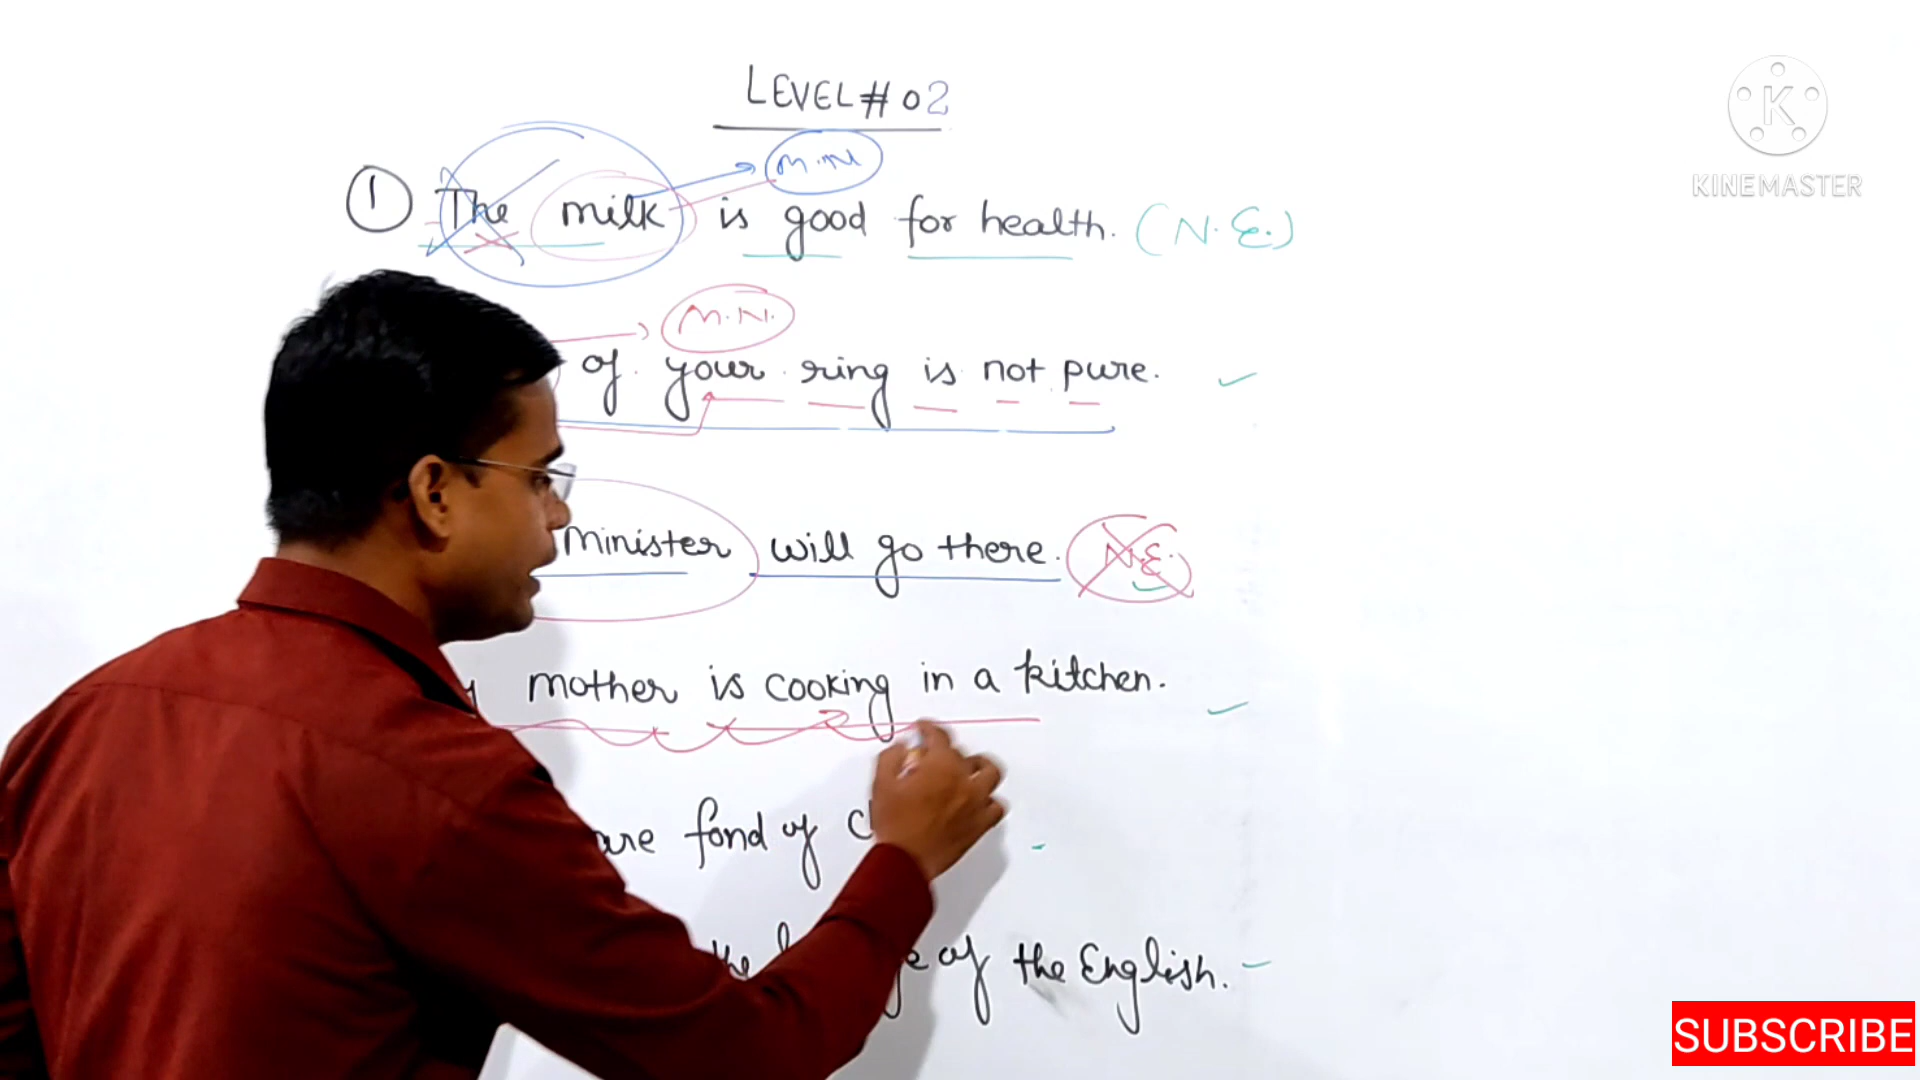 LEVEL # 02
M.N
① The milk is good for health. (N.E.)
M.N.
of your ring is not pure.
Minister will go there. N.E.
mother is cooking in a kitchen.
are fond of
the of the English.
KINEMASTER
SUBSCRIBE